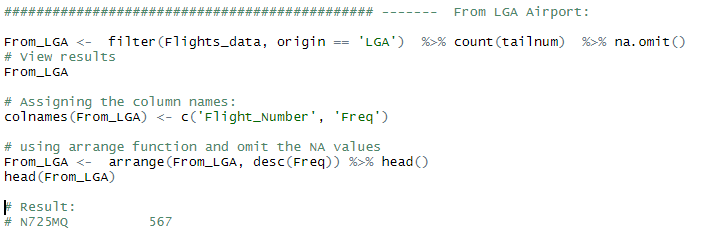 ############################################# ------- From LGA Airport:
From_LGA <- filter(Flights_data, origin == 'LGA') %>% count(tailnum) %>% na.omit()
# View results
From_LGA
# Assigning the column names:
colnames(From_LGA) <- c('Flight_Number', 'Freq')
# using arrange function and omit the NA values
From_LGA <- arrange(From_LGA, desc(Freq)) %>% head()
head(From_LGA)
# Result:
# N725MQ 567